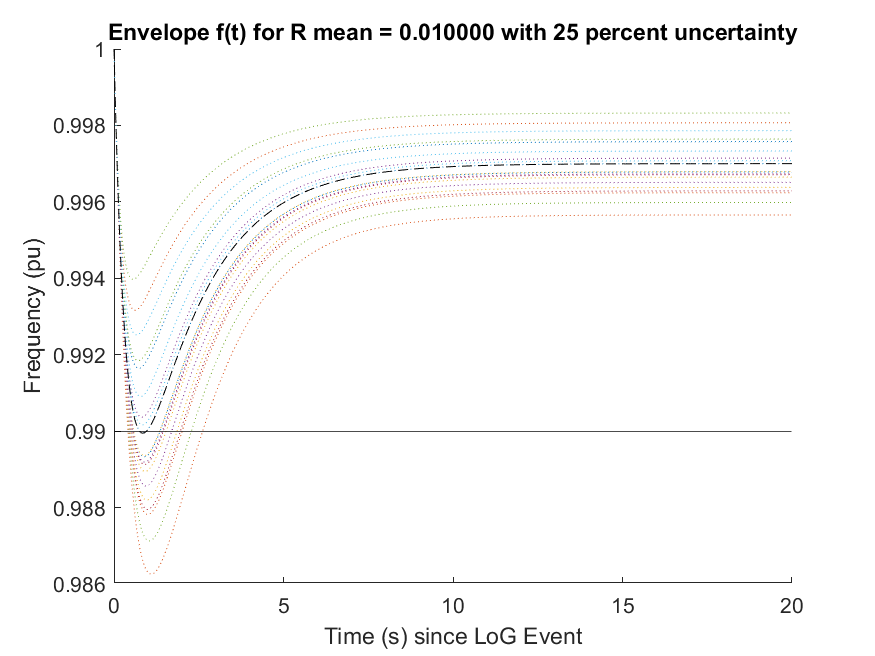 Envelope f(t) for R mean = 0.010000 with 25 percent uncertainty
1
0.998
0.996
0.994
0.992
0.99
0.988
0.986
Frequency (pu)
0 5 10 15 20
Time (s) since LoG Event